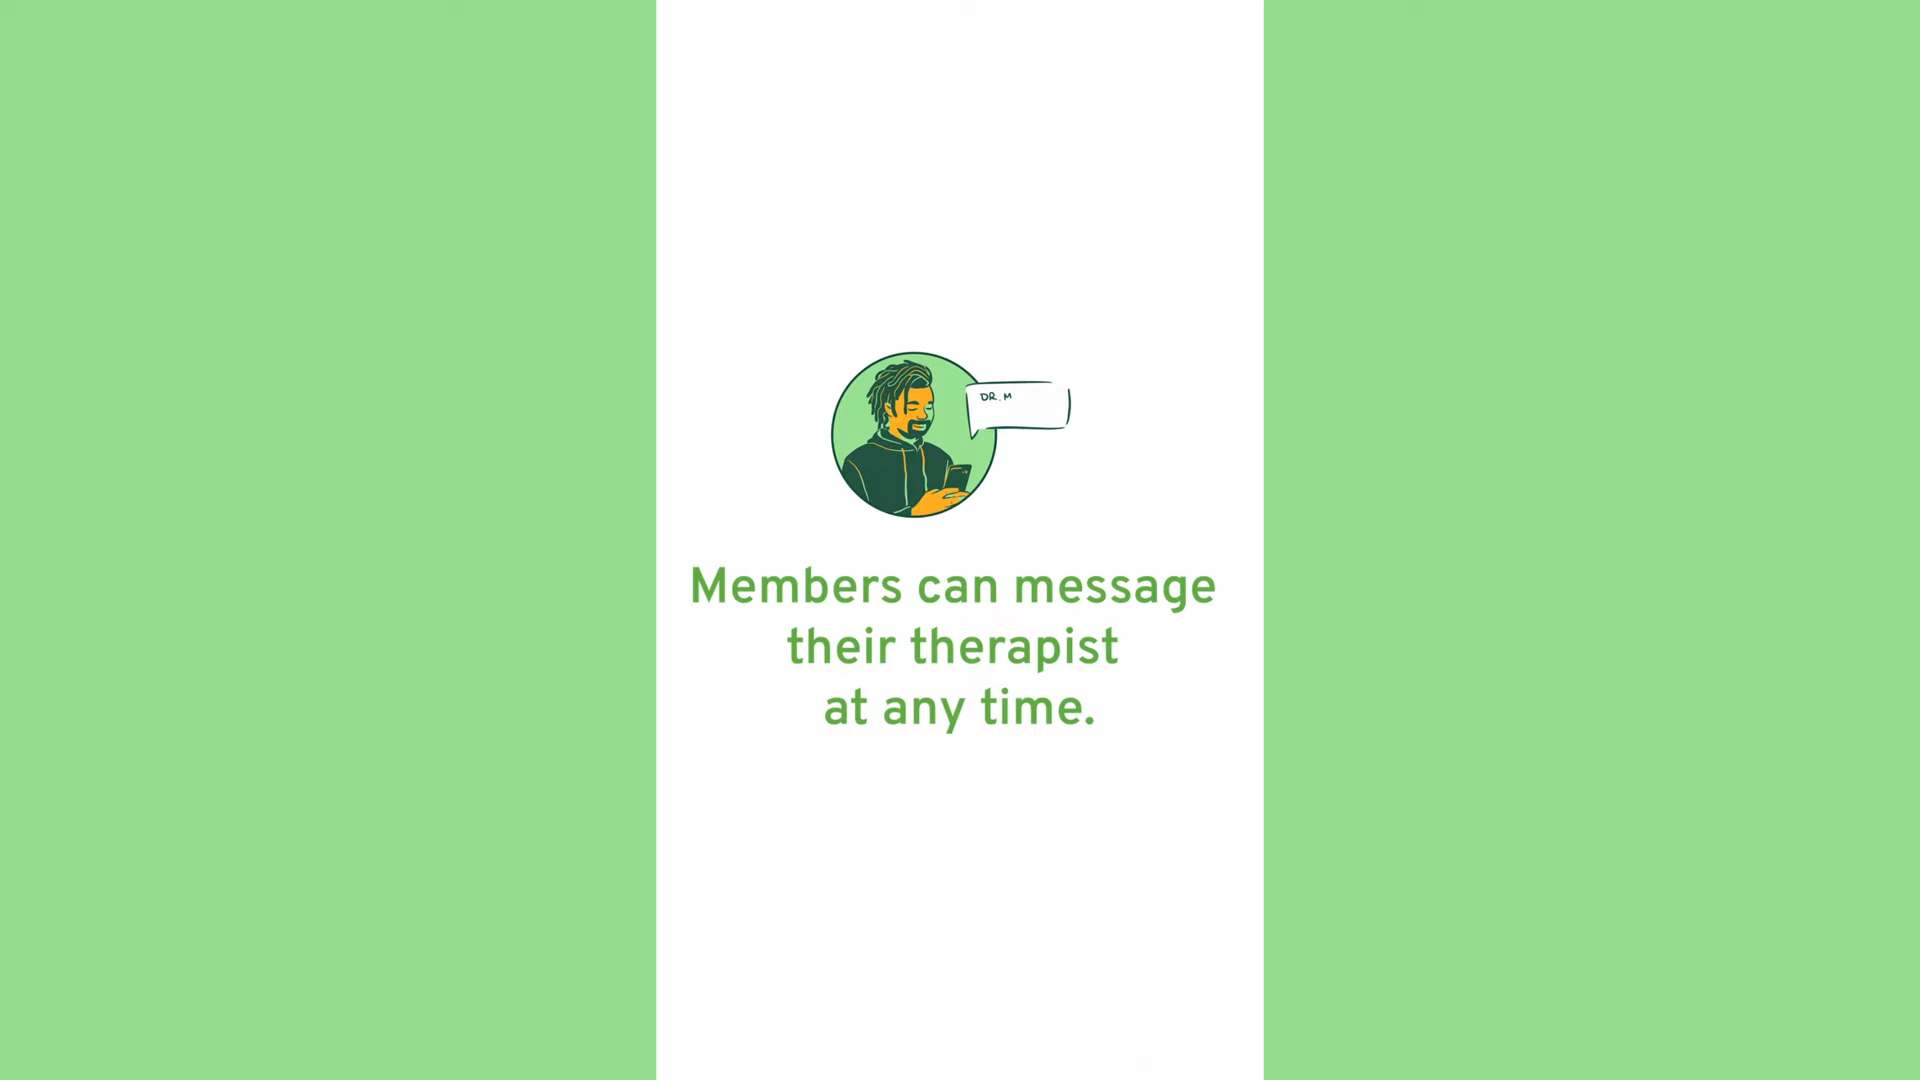 DR. M
Members can message
their therapist
at any time.